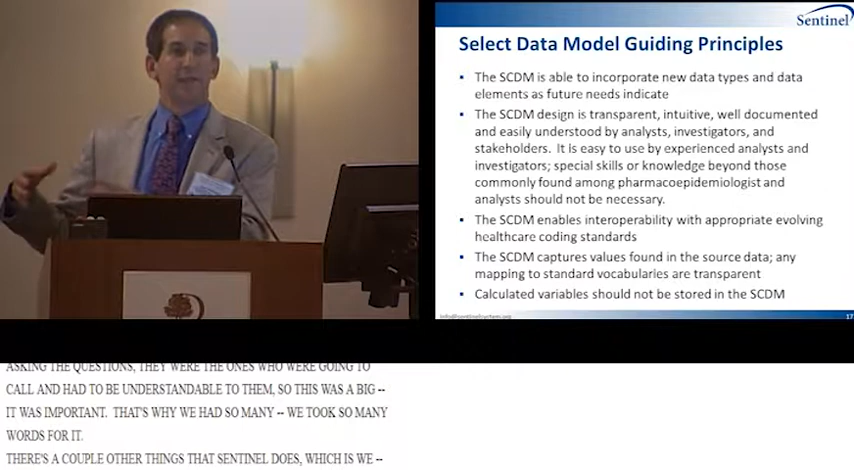 Sentinel
Select Data Model Guiding Principles
▪ The SCDM is able to incorporate new data types and data
elements as future needs indicate
▪ The SCDM design is transparent, intuitive, well documented
and easily understood by analysts, investigators, and
stakeholders. It is easy to use by experienced analysts and
investigators; special skills or knowledge beyond those
commonly found among pharmacoepidemiologist and
analysts should not be necessary.
▪ The SCDM enables interoperability with appropriate evolving
healthcare coding standards
▪ The SCDM captures values found in the source data; any
mapping to standard vocabularies are transparent
▪ Calculated variables should not be stored in the SCDM
info@sentinelsystem.org
17
ASKING THE QUESTIONS, THEY WERE THE ONES WHO WERE GOING TO
CALL AND HAD TO BE UNDERSTANDABLE TO THEM, SO THIS WAS A BIG --
IT WAS IMPORTANT. THAT'S WHY WE HAD SO MANY -- WE TOOK SO MANY
WORDS FOR IT.
THERE'S A COUPLE OTHER THINGS THAT SENTINEL DOES, WHICH IS WE --